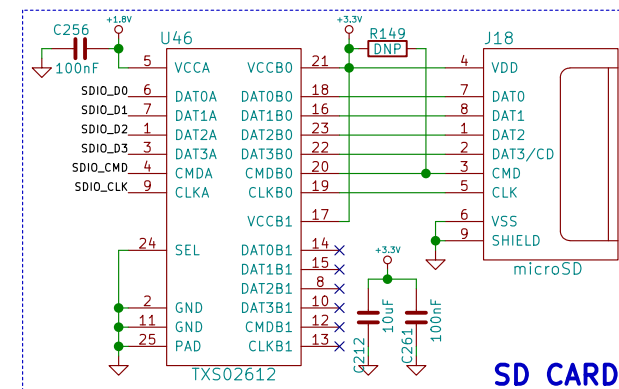 C256
+1.8V
100nF
U46
+3.3V
R149
DNP
J18
5 VCCA VCCB0 21 4 VDD
SDIO_D0 6 DAT0A DAT0B0 18 7 DAT0
SDIO_D1 7 DAT1A DAT1B0 16 8 DAT1
SDIO_D2 1 DAT2A DAT2B0 23 1 DAT2
SDIO_D3 3 DAT3A DAT3B0 22 2 DAT3/CD
SDIO_CMD 4 CMDA CMDB0 20 3 CMD
SDIO_CLK 9 CLKA CLKB0 19 5 CLK
VCCB1 17 6 VSS
24 SEL DAT0B1 14 9 SHIELD
DAT1B1 15
microSD
DAT2B1 8
2 GND DAT3B1 10
11 GND CMDB1 12
25 PAD CLKB1 13
TXS02612
+3.3V
C212
10uF
C261
100nF
SD CARD